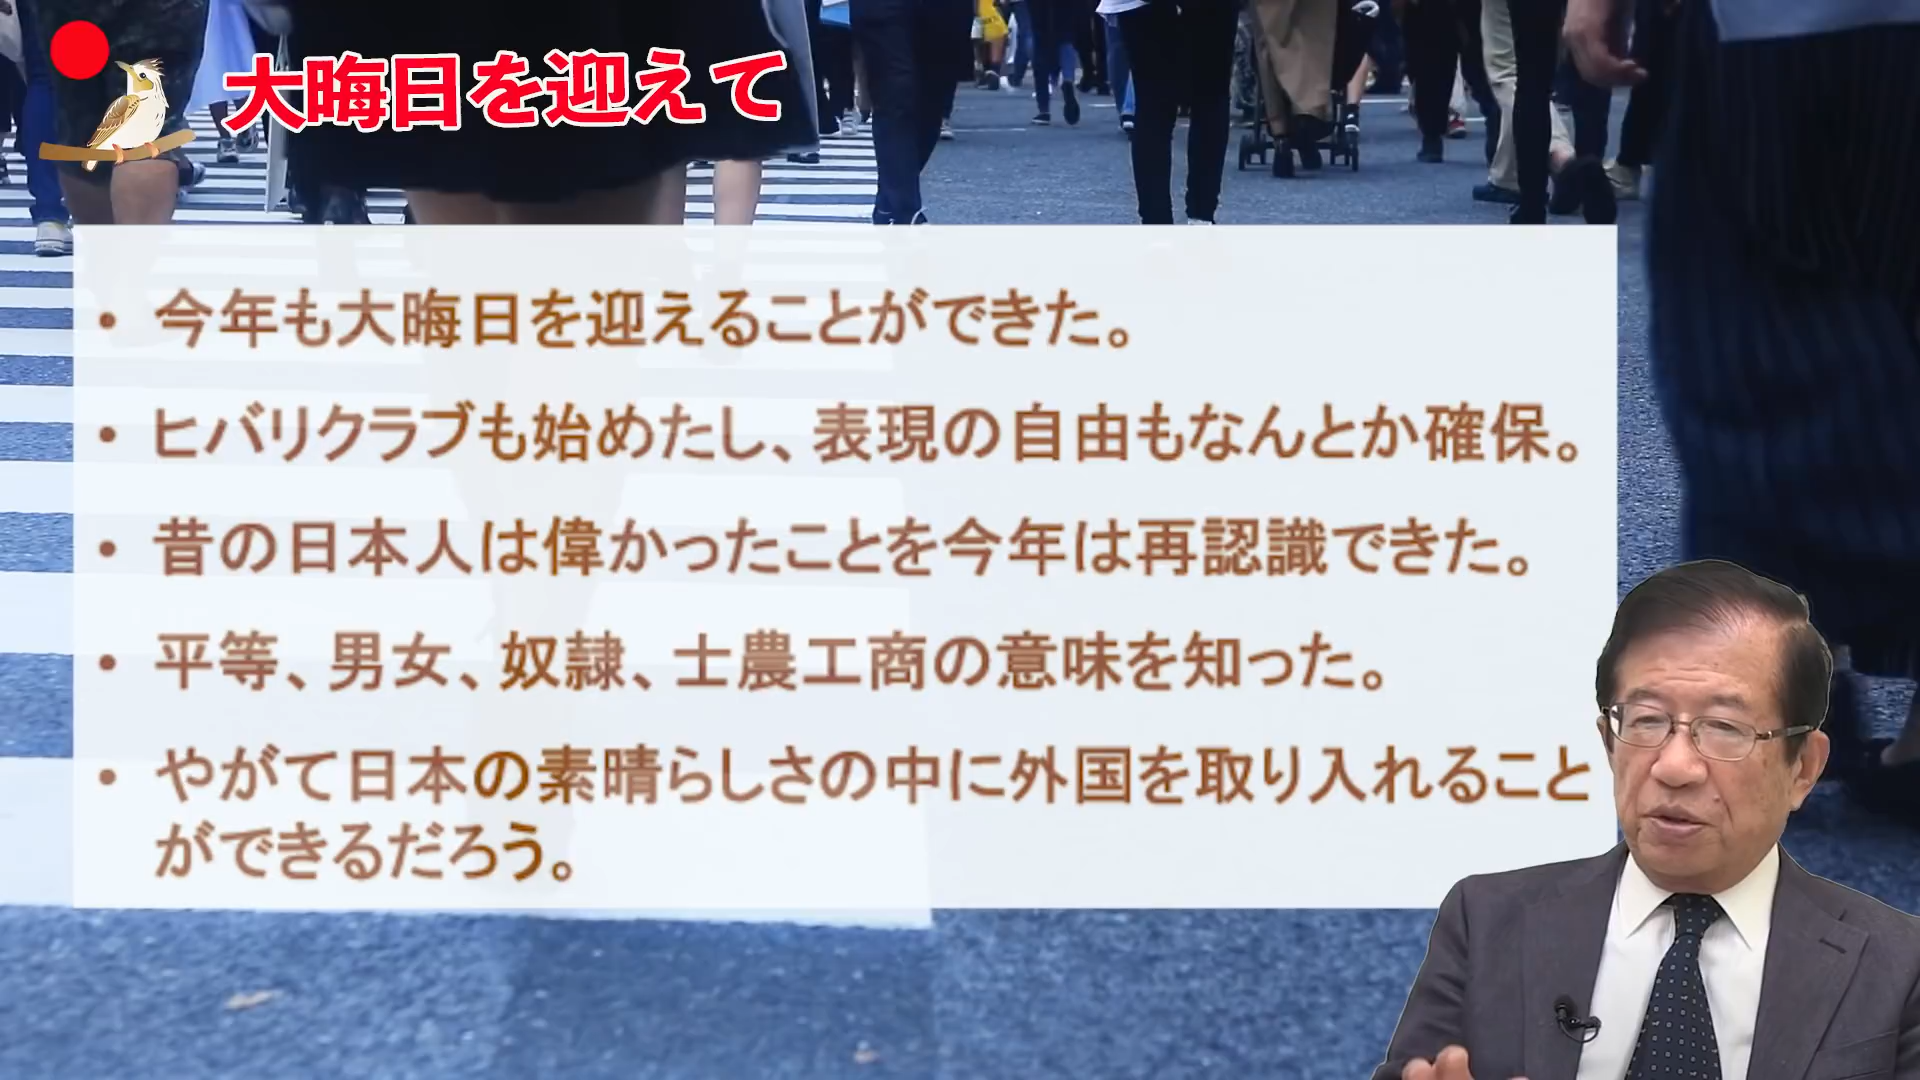 大晦日を迎えて
• 今年も大晦日を迎えることができた。
• ヒバリクラブも始めたし、表現の自由もなんとか確保。
• 昔の日本人は偉かったことを今年は再認識できた。
• 平等、男女、奴隷、士農工商の意味を知った。
• やがて日本の素晴らしさの中に外国を取り入れること
ができるだろう。